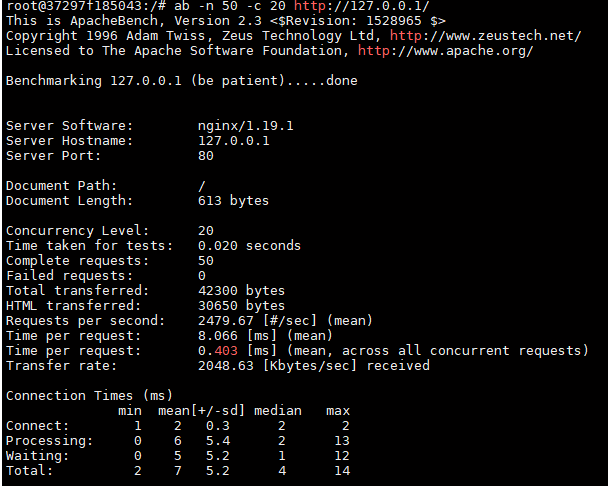 root@37297f185043:/# ab -n 50 -c 20 http://127.0.0.1/
This is ApacheBench, Version 2.3 <$Revision: 1528965 $>
Copyright 1996 Adam Twiss, Zeus Technology Ltd, http://www.zeustech.net/
Licensed to The Apache Software Foundation, http://www.apache.org/
Benchmarking 127.0.0.1 (be patient).....done
Server Software:        nginx/1.19.1
Server Hostname:        127.0.0.1
Server Port:            80
Document Path:          /
Document Length:        613 bytes
Concurrency Level:      20
Time taken for tests:   0.020 seconds
Complete requests:      50
Failed requests:        0
Total transferred:      42300 bytes
HTML transferred:       30650 bytes
Requests per second:    2479.67 [#/sec] (mean)
Time per request:       8.066 [ms] (mean)
Time per request:       0.403 [ms] (mean, across all concurrent requests)
Transfer rate:          2048.63 [Kbytes/sec] received
Connection Times (ms)
              min  mean[+/-sd] median   max
Connect:        1    2   0.3      2       2
Processing:     0    6   5.4      2      13
Waiting:        0    5   5.2      1      12
Total:          2    7   5.2      4      14